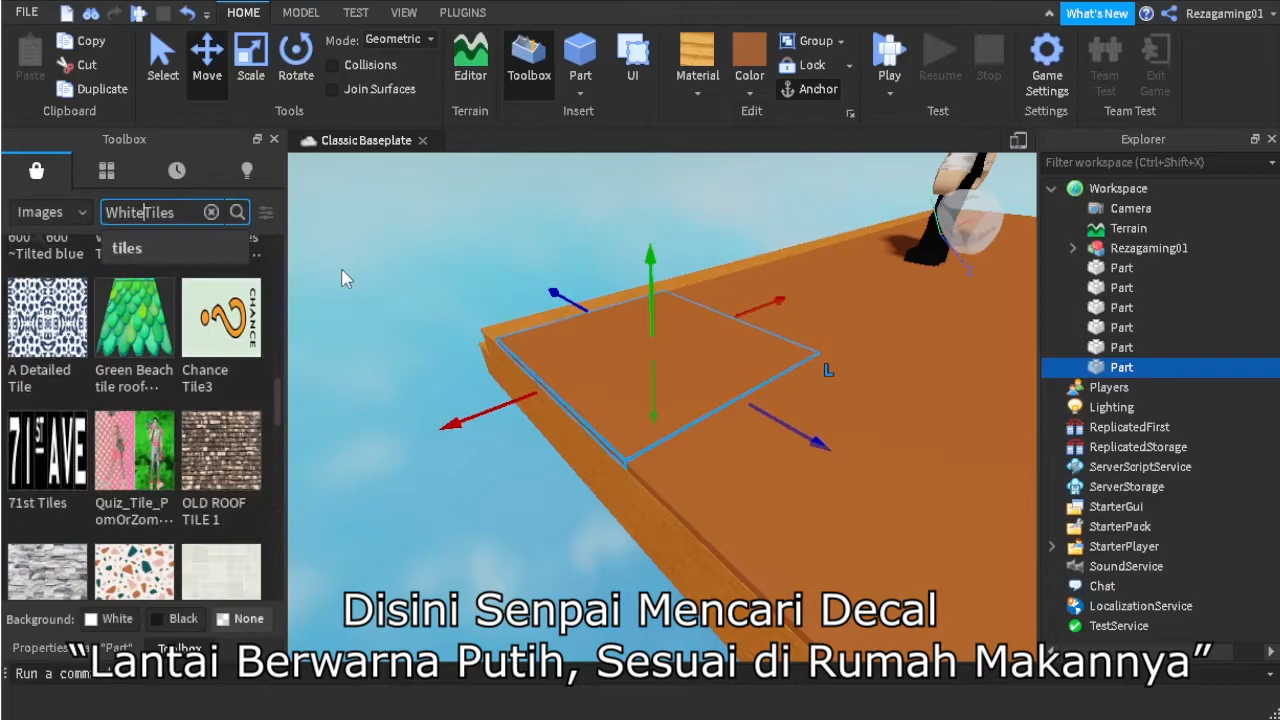 FILE HOME MODEL TEST VIEW PLUGINS What's New Rezagaming01
Paste Copy Cut Duplicate Clipboard
Select Move Scale Rotate Mode: Geometric Collisions Join Surfaces Tools
Editor Terrain
Toolbox Part UI Insert
Material Color Group Lock Anchor Edit
Play Resume Stop Test
Game Settings Settings
Team Test Exit Game Team Test
Toolbox
Classic Baseplate
Explorer
Images WhiteTiles
tiles
Filter workspace (Ctrl+Shift+X)
~Tilted blue
A Detailed Tile
Green Beach tile roof···
Chance Tile3
CHANCE
71ST AVE
71st Tiles
Quiz_Tile_PomOrZom···
OLD ROOF TILE 1
Background: White Black None
L
Workspace
Camera
Terrain
Rezagaming01
Part
Part
Part
Part
Part
Part
Players
Lighting
ReplicatedFirst
ReplicatedStorage
ServerScriptService
ServerStorage
StarterGui
StarterPack
StarterPlayer
SoundService
Chat
LocalizationService
TestService
Disini Senpai Mencari Decal
“Lantai Berwarna Putih, Sesuai di Rumah Makannya”